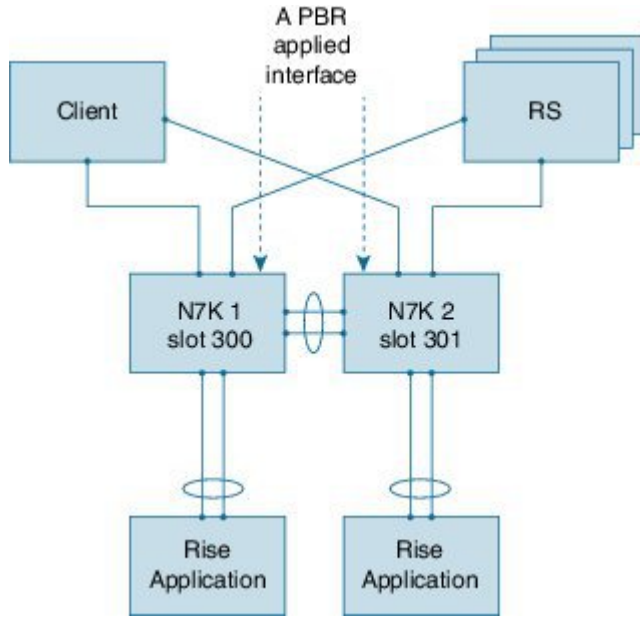 A PBR
applied
interface
Client
RS
N7K 1
slot 300
N7K 2
slot 301
Rise
Application
Rise
Application